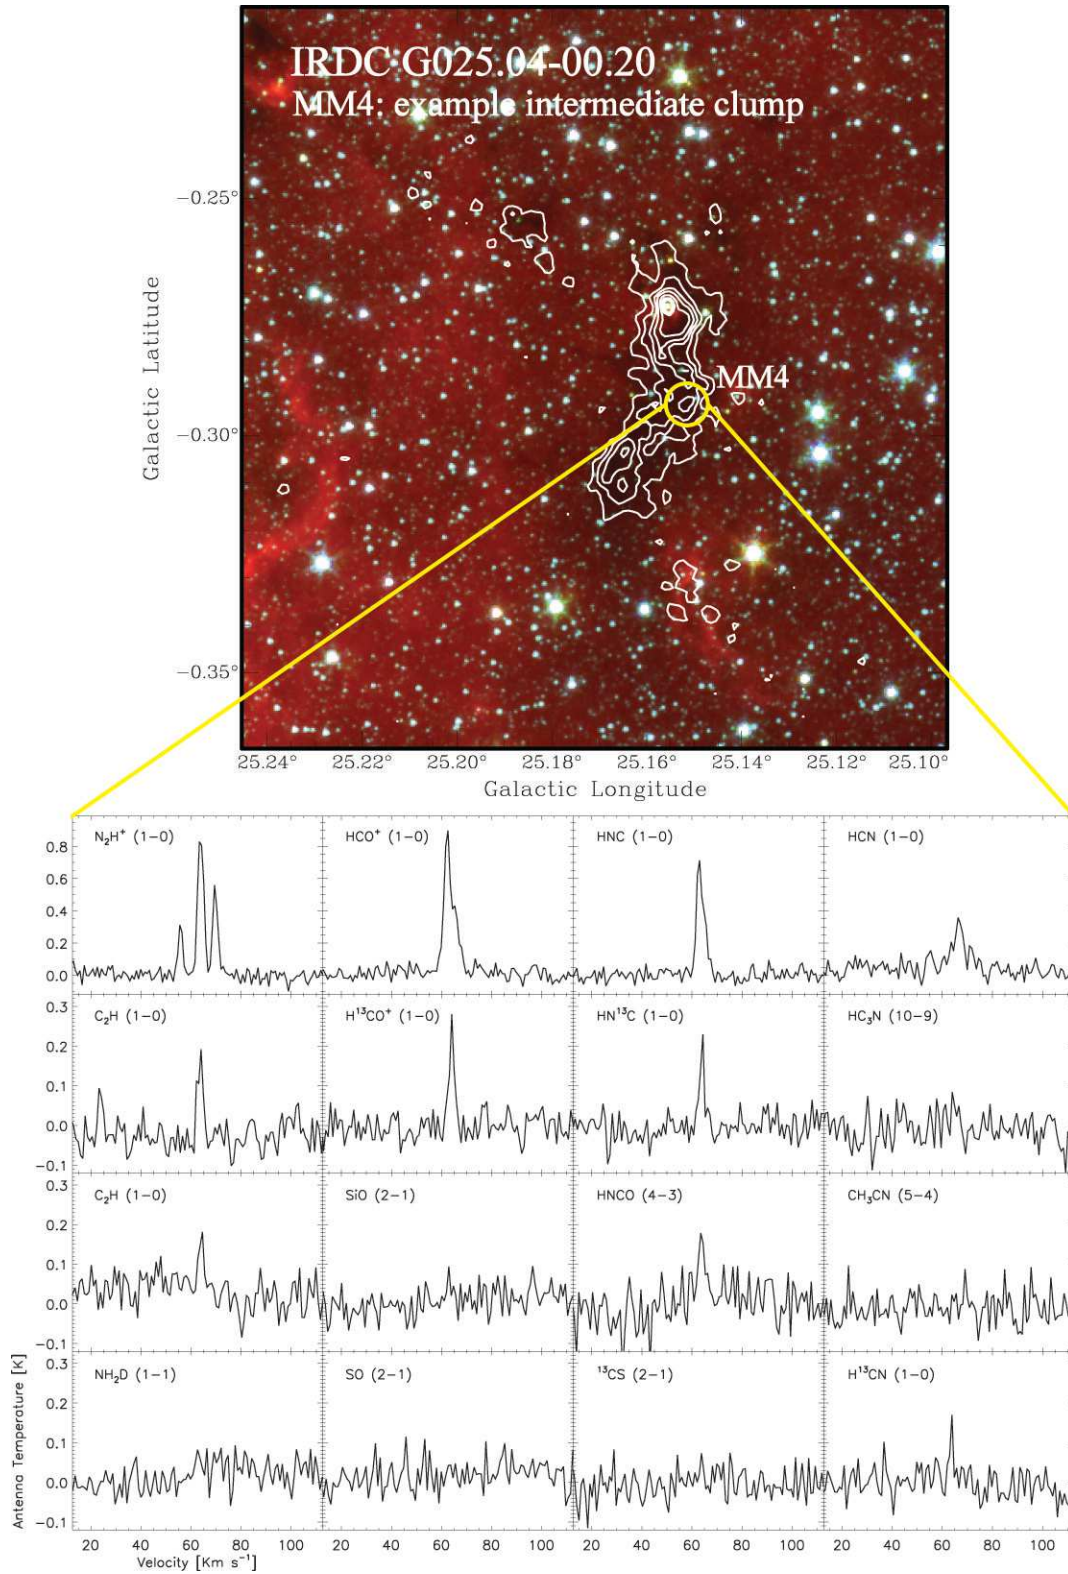 IRDC G025.04-00.20
MM4: example intermediate clump
−0.25°
−0.30°
−0.35°
Galactic Latitude
MM4
25.24° 25.22° 25.20° 25.18° 25.16° 25.14° 25.12° 25.10°
Galactic Longitude
N₂H⁺ (1−0) HCO⁺ (1−0) HNC (1−0) HCN (1−0)
0.8
0.6
0.4
0.2
0.0
C₂H (1−0) H¹³CO⁺ (1−0) HN¹³C (1−0) HC₃N (10−9)
0.3
0.2
0.1
0.0
−0.1
C₂H (1−0) SiO (2−1) HNCO (4−3) CH₃CN (5−4)
0.3
0.2
0.1
0.0
−0.1
NH₂D (1−1) SO (2−1) ¹³CS (2−1) H¹³CN (1−0)
0.3
0.2
0.1
0.0
−0.1
Antenna Temperature [K]
20 40 60 80 100 20 40 60 80 100 20 40 60 80 100 20 40 60 80 100
Velocity [Km s⁻¹]